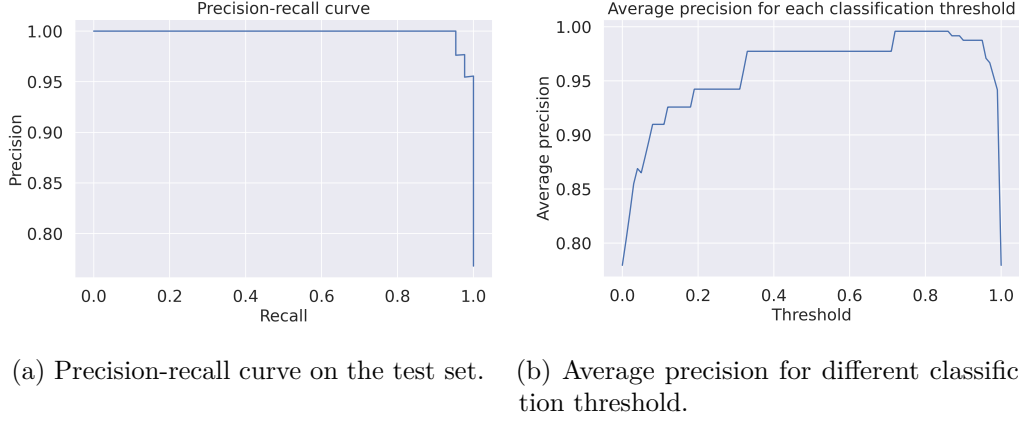 Precision-recall curve
1.00
0.95
0.90
0.85
0.80
Precision
0.0 0.2 0.4 0.6 0.8 1.0
Recall
Average precision for each classification threshold
1.00
0.95
0.90
0.85
0.80
Average precision
0.0 0.2 0.4 0.6 0.8 1.0
Threshold
(a) Precision-recall curve on the test set.
(b) Average precision for different classific
tion threshold.